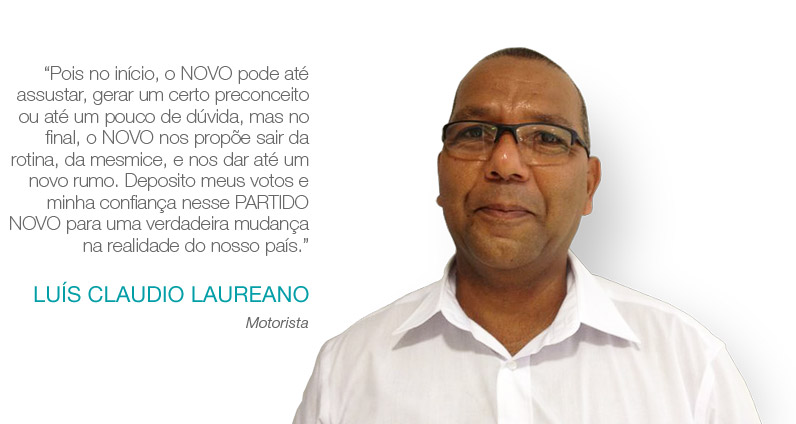 “Pois no início, o NOVO pode até
assustar, gerar um certo preconceito
ou até um pouco de dúvida, mas no
final, o NOVO nos propõe sair da
rotina, da mesmice, e nos dar até um
novo rumo. Deposito meus votos e
minha confiança nesse PARTIDO
NOVO para uma verdadeira mudança
na realidade do nosso país.”
LUÍS CLAUDIO LAUREANO
Motorista